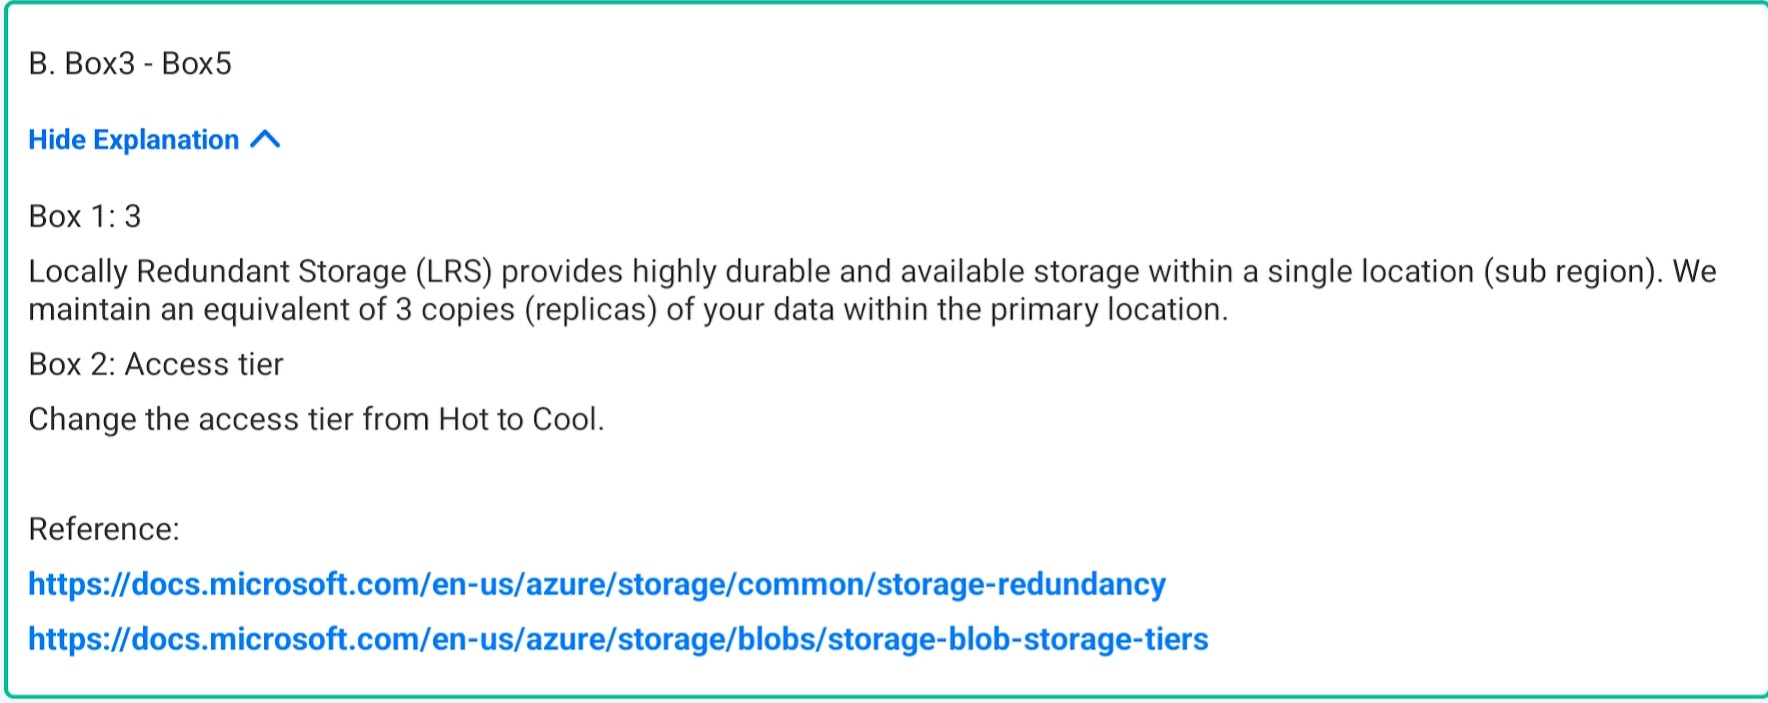 B. Box3 - Box5
Hide Explanation
Box 1: 3
Locally Redundant Storage (LRS) provides highly durable and available storage within a single location (sub region). We
maintain an equivalent of 3 copies (replicas) of your data within the primary location.
Box 2: Access tier
Change the access tier from Hot to Cool.
Reference:
https://docs.microsoft.com/en-us/azure/storage/common/storage-redundancy
https://docs.microsoft.com/en-us/azure/storage/blobs/storage-blob-storage-tiers